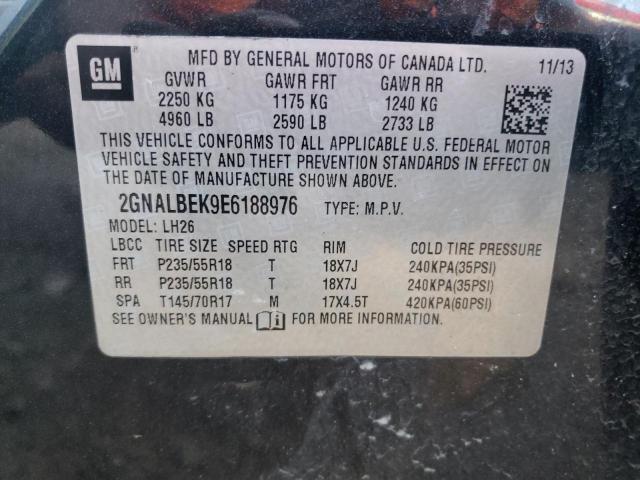 GM
MFD BY GENERAL MOTORS OF CANADA LTD. 11/13
GVWR GAWR FRT GAWR RR
2250 KG 1175 KG 1240 KG
4960 LB 2590 LB 2733 LB
THIS VEHICLE CONFORMS TO ALL APPLICABLE U.S. FEDERAL MOTOR
VEHICLE SAFETY AND THEFT PREVENTION STANDARDS IN EFFECT ON
THE DATE OF MANUFACTURE SHOWN ABOVE.
2GNALBEK9E6188976 TYPE: M.P.V.
MODEL: LH26
LBCC TIRE SIZE SPEED RTG RIM COLD TIRE PRESSURE
FRT P235/55R18 T 18X7J 240KPA(35PSI)
RR P235/55R18 T 18X7J 240KPA(35PSI)
SPA T145/70R17 M 17X4.5T 420KPA(60PSI)
SEE OWNER'S MANUAL FOR MORE INFORMATION.